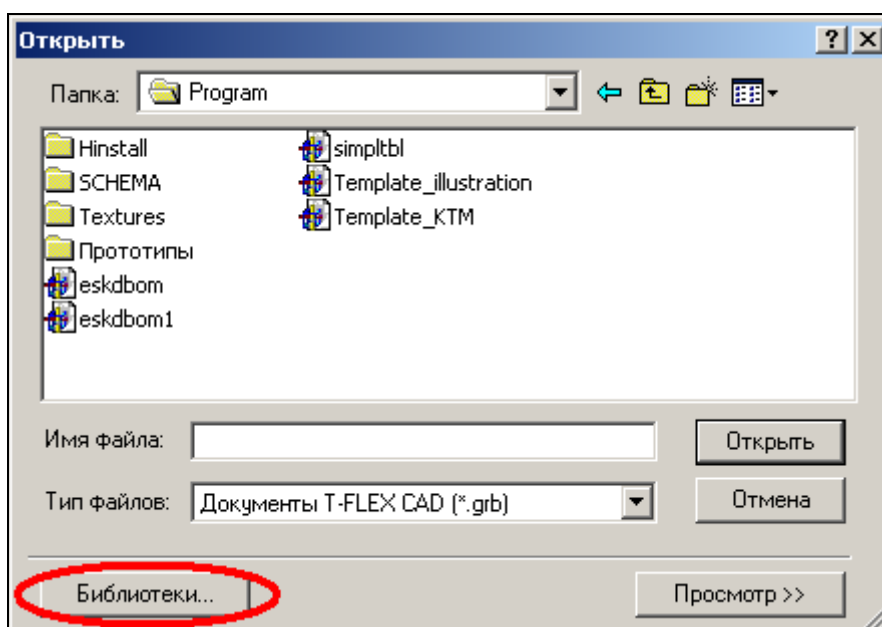 Открыть
Папка: Program
Hinstall
SCHEMA
Textures
Прототипы
eskdbom
eskdbom1
simpltbl
Template_illustration
Template_KTM
Имя файла:
Открыть
Тип файлов: Документы T-FLEX CAD (*.grb)
Отмена
Библиотеки...
Просмотр >>